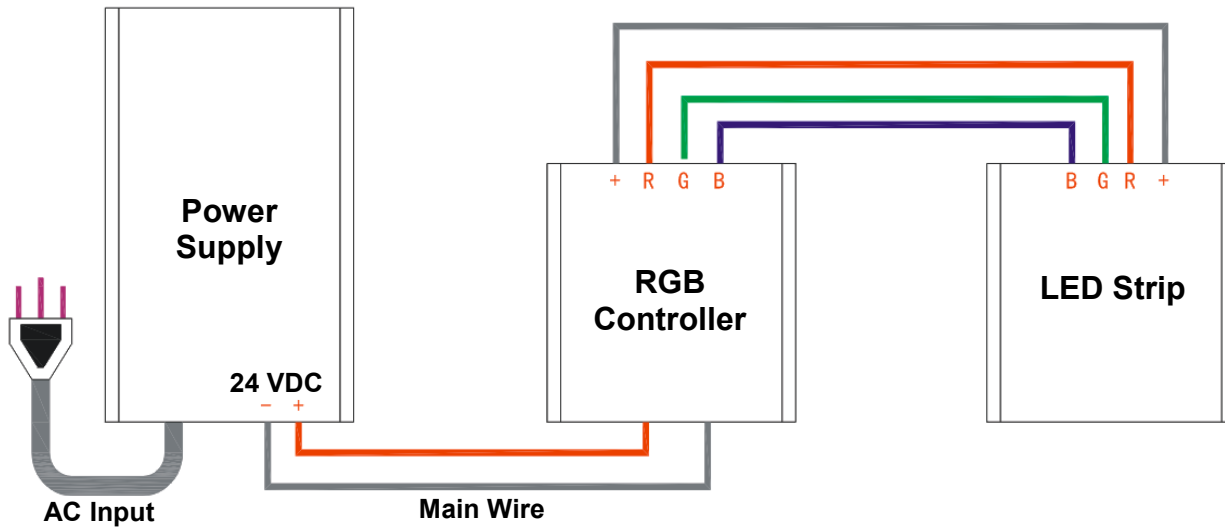 + R G B
B G R +
Power
Supply
RGB
Controller
LED Strip
24 VDC
− +
AC Input
Main Wire